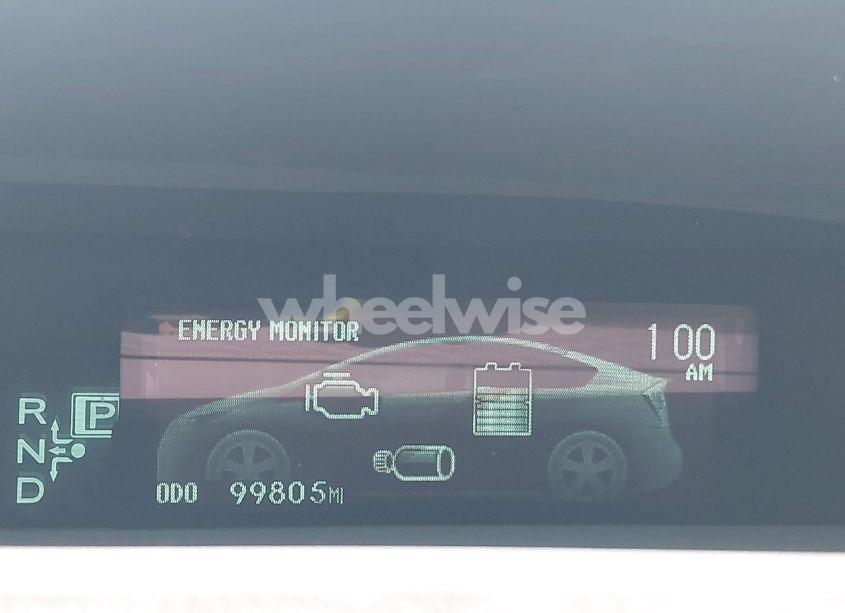 wheelwise
ENERGY MONITOR
1 00
AM
R
P
N
D
ODO 99805MI